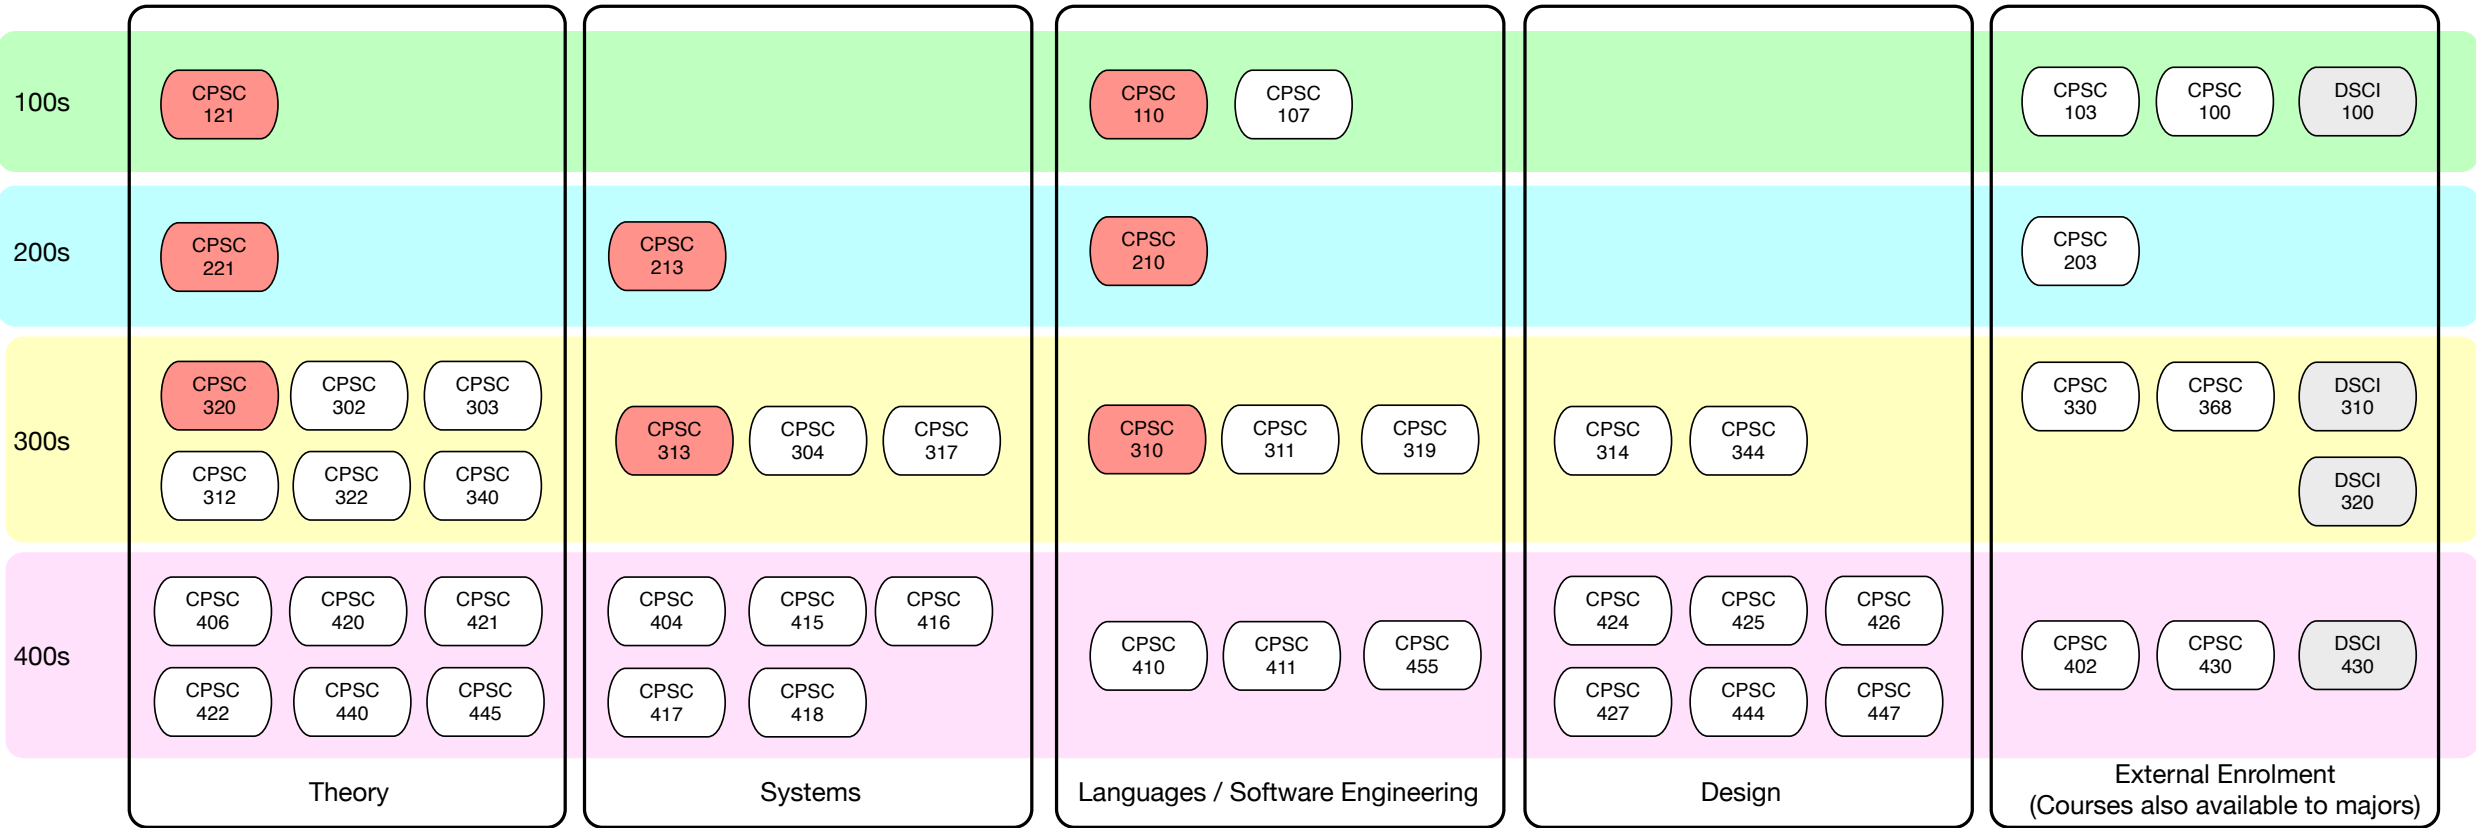 100s
CPSC
121
CPSC
110
CPSC
107
CPSC
103
CPSC
100
DSCI
100
200s
CPSC
221
CPSC
213
CPSC
210
CPSC
203
300s
CPSC
320
CPSC
302
CPSC
303
CPSC
312
CPSC
322
CPSC
340
CPSC
313
CPSC
304
CPSC
317
CPSC
310
CPSC
311
CPSC
319
CPSC
314
CPSC
344
CPSC
330
CPSC
368
DSCI
310
DSCI
320
400s
CPSC
406
CPSC
420
CPSC
421
CPSC
422
CPSC
440
CPSC
445
CPSC
404
CPSC
415
CPSC
416
CPSC
417
CPSC
418
CPSC
410
CPSC
411
CPSC
455
CPSC
424
CPSC
425
CPSC
426
CPSC
427
CPSC
444
CPSC
447
CPSC
402
CPSC
430
DSCI
430
Theory
Systems
Languages / Software Engineering
Design
External Enrolment
(Courses also available to majors)